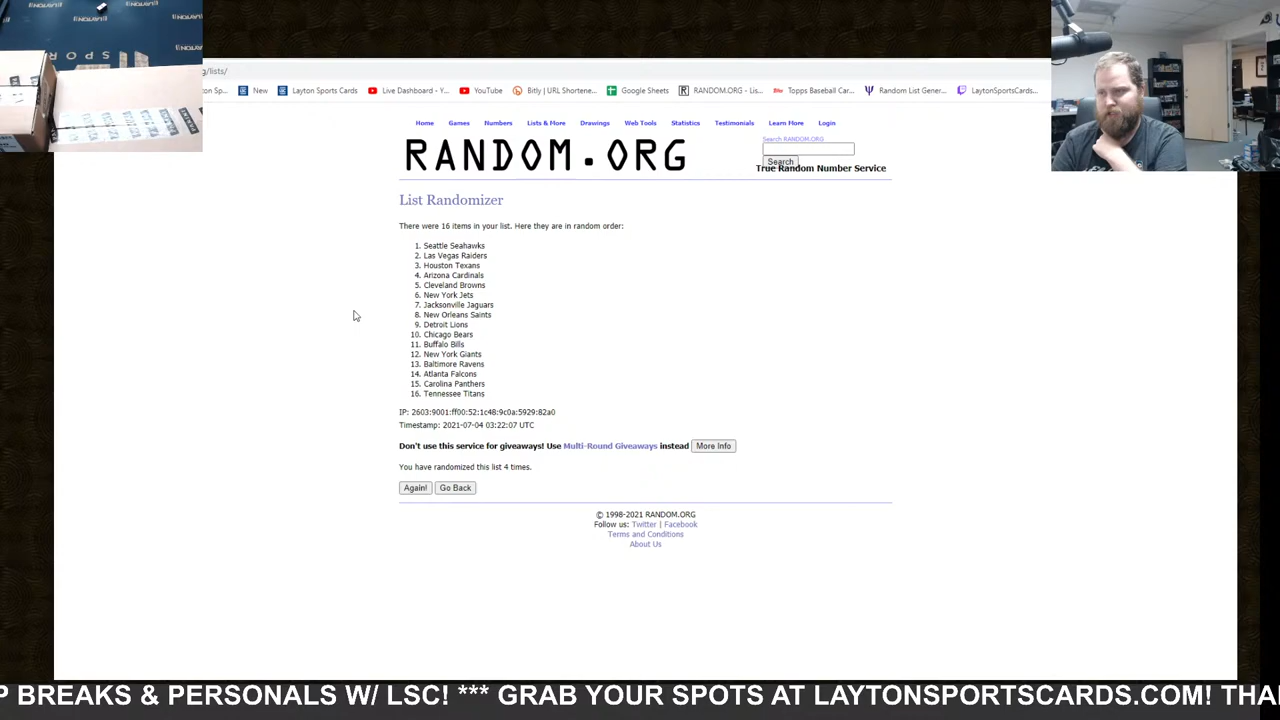 g/lists/
on Sp...
New
Layton Sports Cards
Live Dashboard - Y...
YouTube
Bitly | URL Shortene...
Google Sheets
RANDOM.ORG - Lis...
Topps Baseball Car...
Random List Gener...
LaytonSportsCards...
Home Games Numbers Lists & More Drawings Web Tools Statistics Testimonials Learn More Login
Search RANDOM.ORG
RANDOM.ORG
Search
True Random Number Service
List Randomizer
There were 16 items in your list. Here they are in random order:
1. Seattle Seahawks
2. Las Vegas Raiders
3. Houston Texans
4. Arizona Cardinals
5. Cleveland Browns
6. New York Jets
7. Jacksonville Jaguars
8. New Orleans Saints
9. Detroit Lions
10. Chicago Bears
11. Buffalo Bills
12. New York Giants
13. Baltimore Ravens
14. Atlanta Falcons
15. Carolina Panthers
16. Tennessee Titans
IP: 2603:9001:ff00:52:1c48:9c0a:5929:82a0
Timestamp: 2021-07-04 03:22:07 UTC
Don't use this service for giveaways! Use Multi-Round Giveaways instead More Info
You have randomized this list 4 times.
Again! Go Back
© 1998-2021 RANDOM.ORG
Follow us: Twitter | Facebook
Terms and Conditions
About Us
P BREAKS & PERSONALS W/ LSC! *** GRAB YOUR SPOTS AT LAYTONSPORTSCARDS.COM! THA